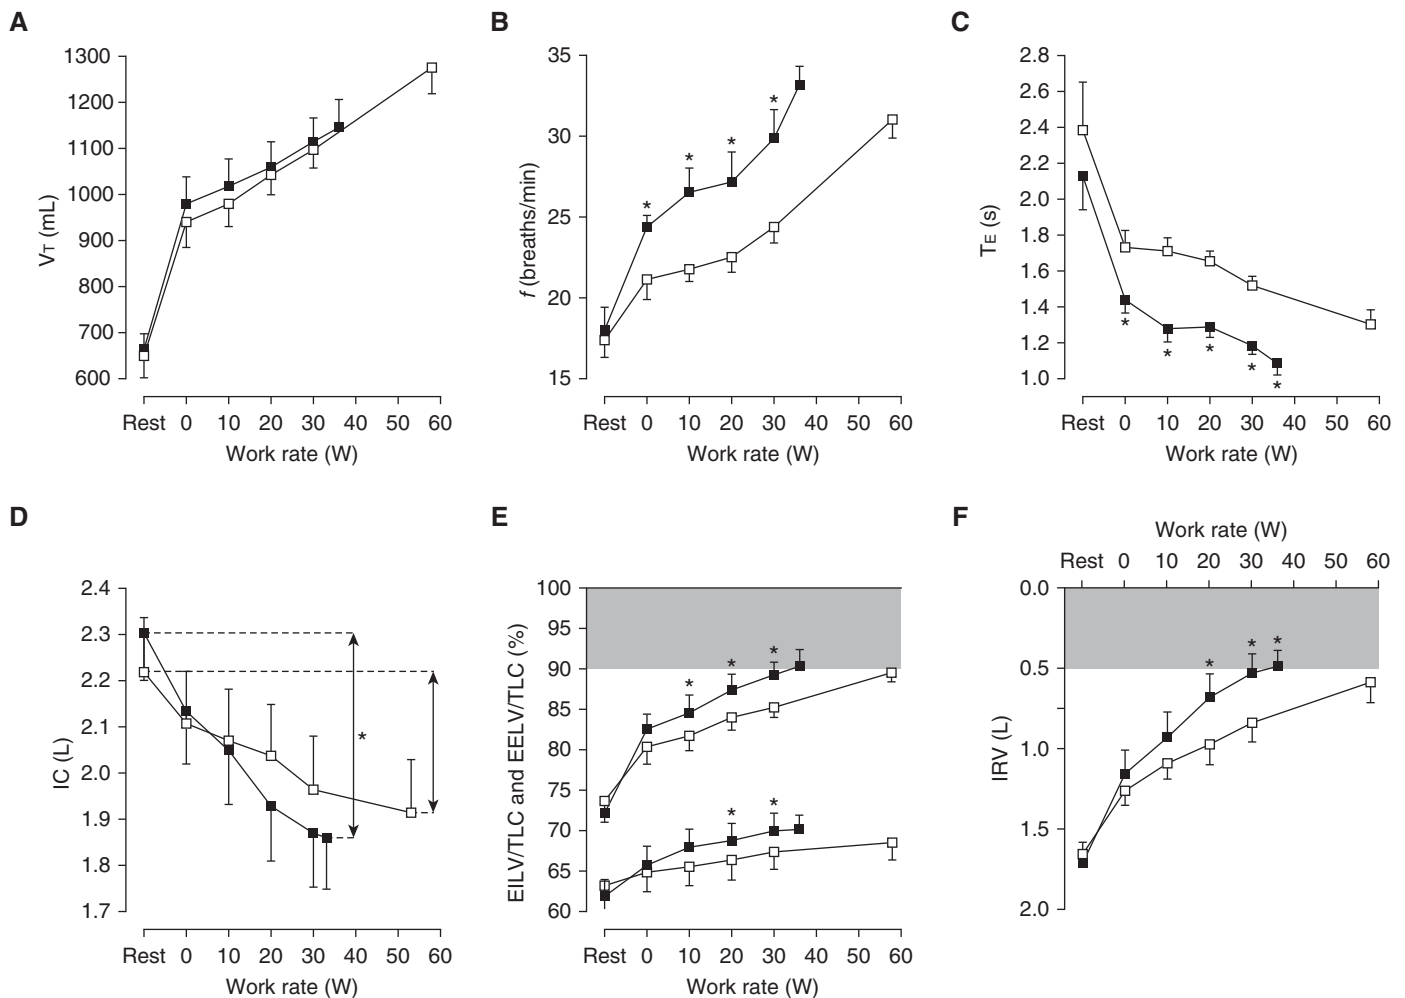 A
1300
1200
1100
1000
900
800
700
600
VT (mL)
Rest 0 10 20 30 40 50 60
Work rate (W)
B
35
30
25
20
15
f (breaths/min)
* * * *
Rest 0 10 20 30 40 50 60
Work rate (W)
C
2.8
2.6
2.4
2.2
2.0
1.8
1.6
1.4
1.2
1.0
TE (s)
* * * * *
Rest 0 10 20 30 40 50 60
Work rate (W)
D
2.4
2.3
2.2
2.1
2.0
1.9
1.8
1.7
IC (L)
*
Rest 0 10 20 30 40 50 60
Work rate (W)
E
100
95
90
85
80
75
70
65
60
EILV/TLC and EELV/TLC (%)
* * *
* *
Rest 0 10 20 30 40 50 60
Work rate (W)
F
Work rate (W)
Rest 0 10 20 30 40 50 60
0.0
0.5
1.0
1.5
2.0
IRV (L)
* * *